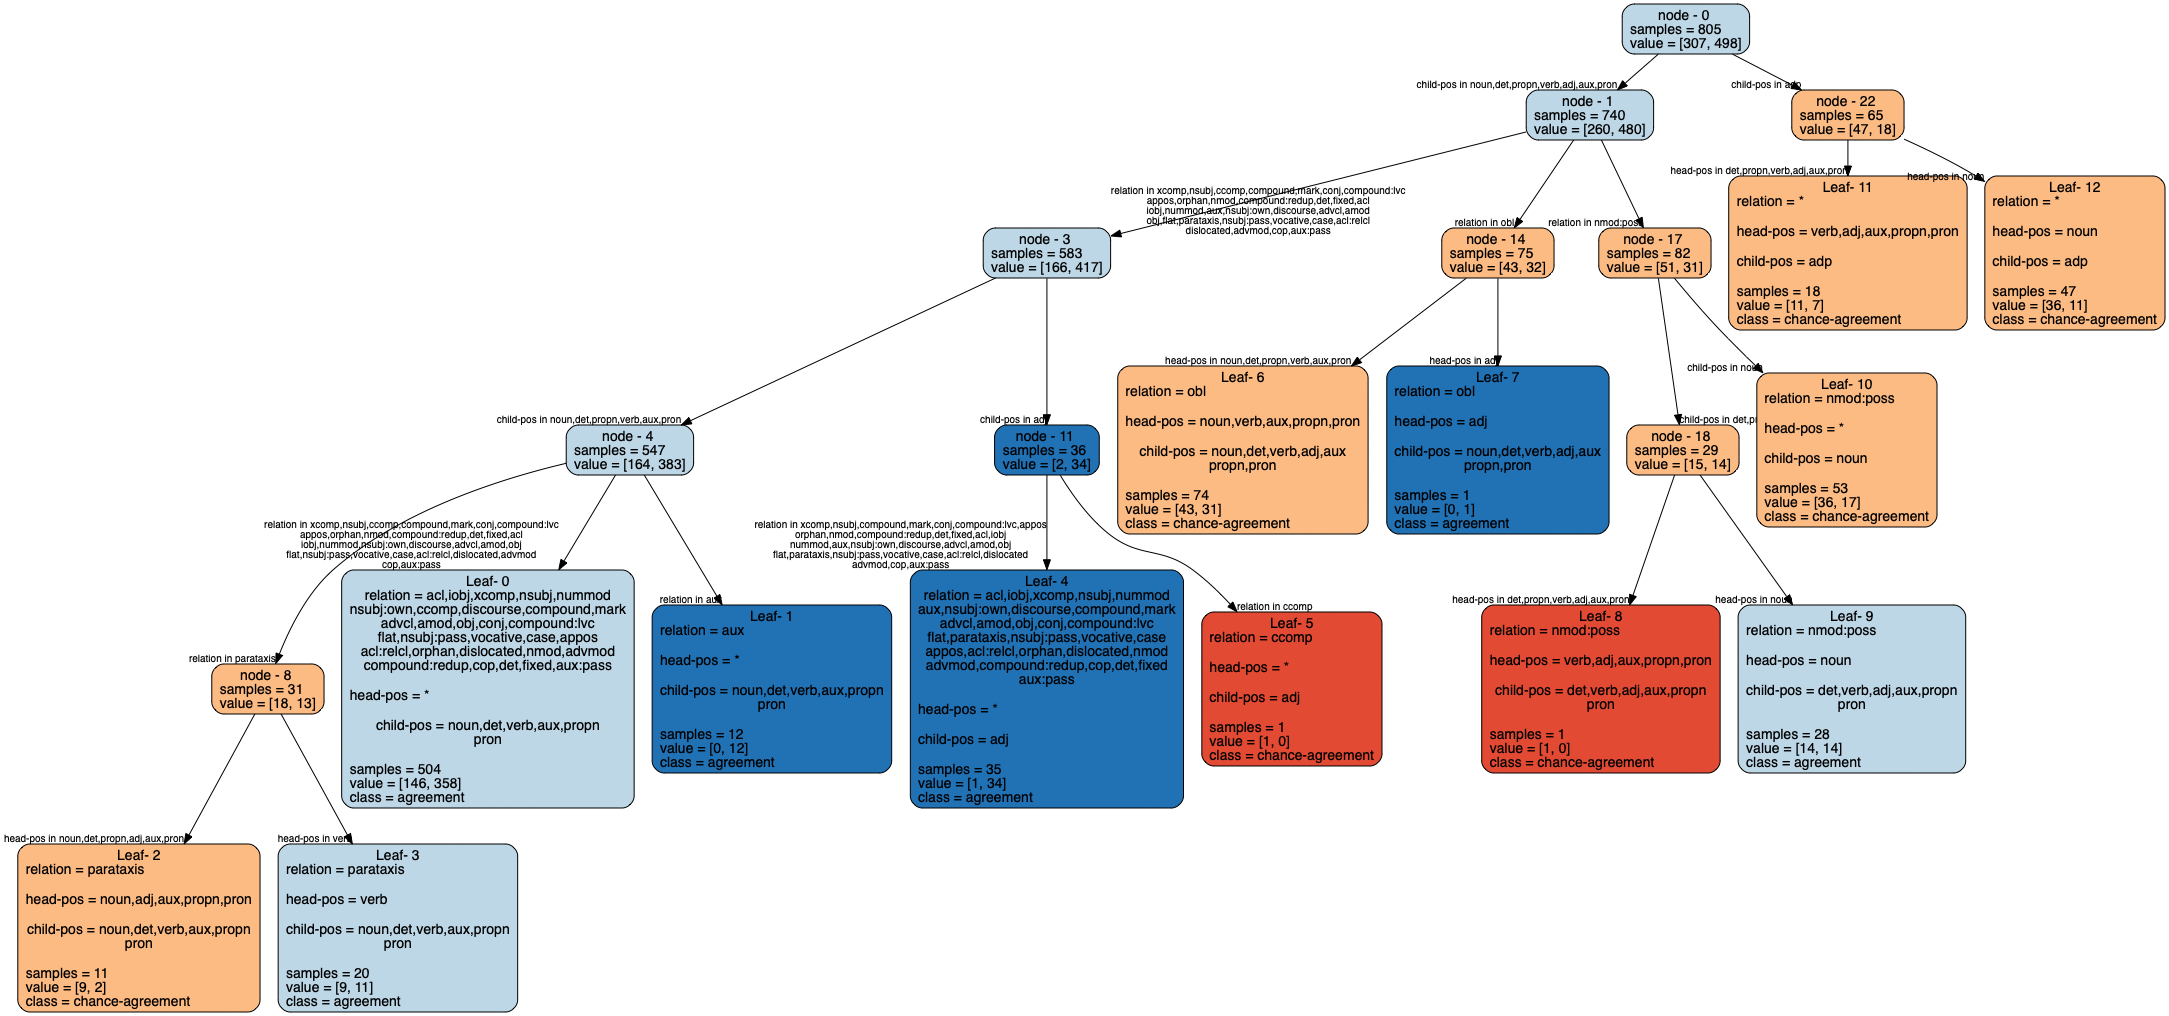 node - 0
samples = 805
value = [307, 498]
child-pos in noun,det,propn,verb,adj,aux,pron
child-pos in adp
node - 1
samples = 740
value = [260, 480]
node - 22
samples = 65
value = [47, 18]
relation in xcomp,nsubj,ccomp,compound,mark,conj,compound:lvc
appos,orphan,nmod,compound:redup,det,fixed,acl
iobj,nummod,aux,nsubj:own,discourse,advcl,amod
obj,flat,parataxis,nsubj:pass,vocative,case,acl:relcl
dislocated,advmod,cop,aux:pass
relation in obl
relation in nmod:poss
head-pos in det,propn,verb,adj,aux,pron
head-pos in noun
node - 3
samples = 583
value = [166, 417]
node - 14
samples = 75
value = [43, 32]
node - 17
samples = 82
value = [51, 31]
Leaf- 11
relation = *
head-pos = verb,adj,aux,propn,pron
child-pos = adp
samples = 18
value = [11, 7]
class = chance-agreement
Leaf- 12
relation = *
head-pos = noun
child-pos = adp
samples = 47
value = [36, 11]
class = chance-agreement
child-pos in noun,det,propn,verb,aux,pron
child-pos in adj
head-pos in noun,det,propn,verb,aux,pron
head-pos in adj
child-pos in det,pr
child-pos in noun
node - 4
samples = 547
value = [164, 383]
node - 11
samples = 36
value = [2, 34]
Leaf- 6
relation = obl
head-pos = noun,verb,aux,propn,pron
child-pos = noun,det,verb,adj,aux
propn,pron
samples = 74
value = [43, 31]
class = chance-agreement
Leaf- 7
relation = obl
head-pos = adj
child-pos = noun,det,verb,adj,aux
propn,pron
samples = 1
value = [0, 1]
class = agreement
node - 18
samples = 29
value = [15, 14]
Leaf- 10
relation = nmod:poss
head-pos = *
child-pos = noun
samples = 53
value = [36, 17]
class = chance-agreement
relation in parataxis
relation in xcomp,nsubj,ccomp,compound,mark,conj,compound:lvc
appos,orphan,nmod,compound:redup,det,fixed,acl
iobj,nummod,nsubj:own,discourse,advcl,amod,obj
flat,nsubj:pass,vocative,case,acl:relcl,dislocated,advmod
cop,aux:pass
relation in aux
relation in xcomp,nsubj,compound,mark,conj,compound:lvc,appos
orphan,nmod,compound:redup,det,fixed,acl,iobj
nummod,aux,nsubj:own,discourse,advcl,amod,obj
flat,parataxis,nsubj:pass,vocative,case,acl:relcl,dislocated
advmod,cop,aux:pass
relation in ccomp
head-pos in det,propn,verb,adj,aux,pron
head-pos in noun
node - 8
samples = 31
value = [18, 13]
Leaf- 0
relation = acl,iobj,xcomp,nsubj,nummod
nsubj:own,ccomp,discourse,compound,mark
advcl,amod,obj,conj,compound:lvc
flat,nsubj:pass,vocative,case,appos
acl:relcl,orphan,dislocated,nmod,advmod
compound:redup,cop,det,fixed,aux:pass
head-pos = *
child-pos = noun,det,verb,aux,propn
pron
samples = 504
value = [146, 358]
class = agreement
Leaf- 1
relation = aux
head-pos = *
child-pos = noun,det,verb,aux,propn
pron
samples = 12
value = [0, 12]
class = agreement
Leaf- 4
relation = acl,iobj,xcomp,nsubj,nummod
aux,nsubj:own,discourse,compound,mark
advcl,amod,obj,conj,compound:lvc
flat,parataxis,nsubj:pass,vocative,case
appos,acl:relcl,orphan,dislocated,nmod
advmod,compound:redup,cop,det,fixed
aux:pass
head-pos = *
child-pos = adj
samples = 35
value = [1, 34]
class = agreement
Leaf- 5
relation = ccomp
head-pos = *
child-pos = adj
samples = 1
value = [1, 0]
class = chance-agreement
Leaf- 8
relation = nmod:poss
head-pos = verb,adj,aux,propn,pron
child-pos = det,verb,adj,aux,propn
pron
samples = 1
value = [1, 0]
class = chance-agreement
Leaf- 9
relation = nmod:poss
head-pos = noun
child-pos = det,verb,adj,aux,propn
pron
samples = 28
value = [14, 14]
class = agreement
head-pos in noun,det,propn,adj,aux,pron
head-pos in verb
Leaf- 2
relation = parataxis
head-pos = noun,adj,aux,propn,pron
child-pos = noun,det,verb,aux,propn
pron
samples = 11
value = [9, 2]
class = chance-agreement
Leaf- 3
relation = parataxis
head-pos = verb
child-pos = noun,det,verb,aux,propn
pron
samples = 20
value = [9, 11]
class = agreement